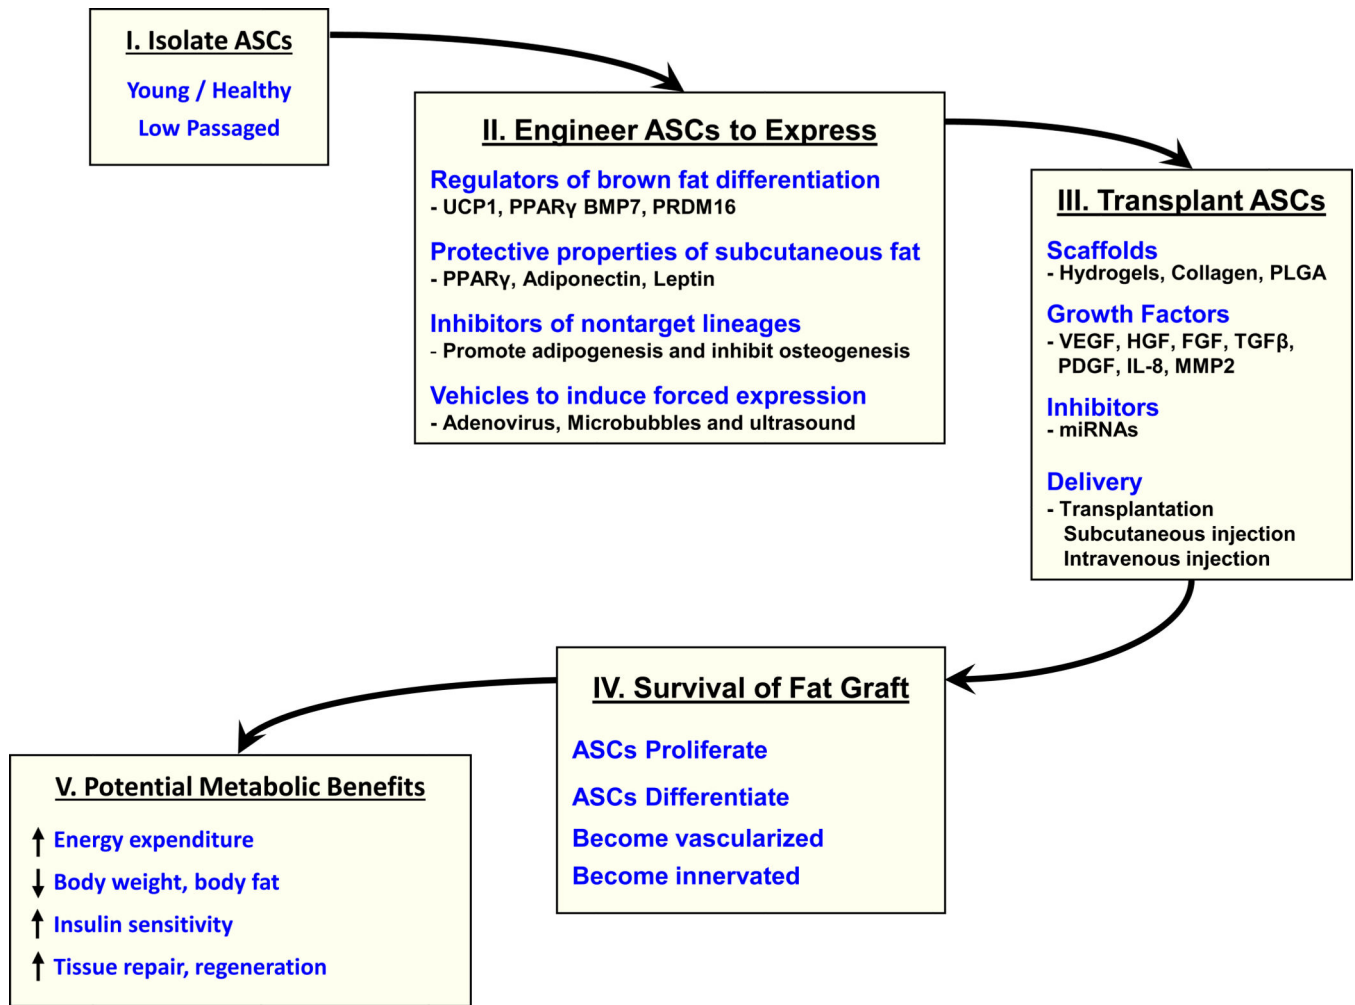 I. Isolate ASCs
Young / Healthy
Low Passaged
II. Engineer ASCs to Express
Regulators of brown fat differentiation
- UCP1, PPARγ BMP7, PRDM16
Protective properties of subcutaneous fat
- PPARγ, Adiponectin, Leptin
Inhibitors of nontarget lineages
- Promote adipogenesis and inhibit osteogenesis
Vehicles to induce forced expression
- Adenovirus, Microbubbles and ultrasound
III. Transplant ASCs
Scaffolds
- Hydrogels, Collagen, PLGA
Growth Factors
- VEGF, HGF, FGF, TGFβ,
PDGF, IL-8, MMP2
Inhibitors
- miRNAs
Delivery
- Transplantation
Subcutaneous injection
Intravenous injection
IV. Survival of Fat Graft
ASCs Proliferate
ASCs Differentiate
Become vascularized
Become innervated
V. Potential Metabolic Benefits
↑ Energy expenditure
↓ Body weight, body fat
↑ Insulin sensitivity
↑ Tissue repair, regeneration